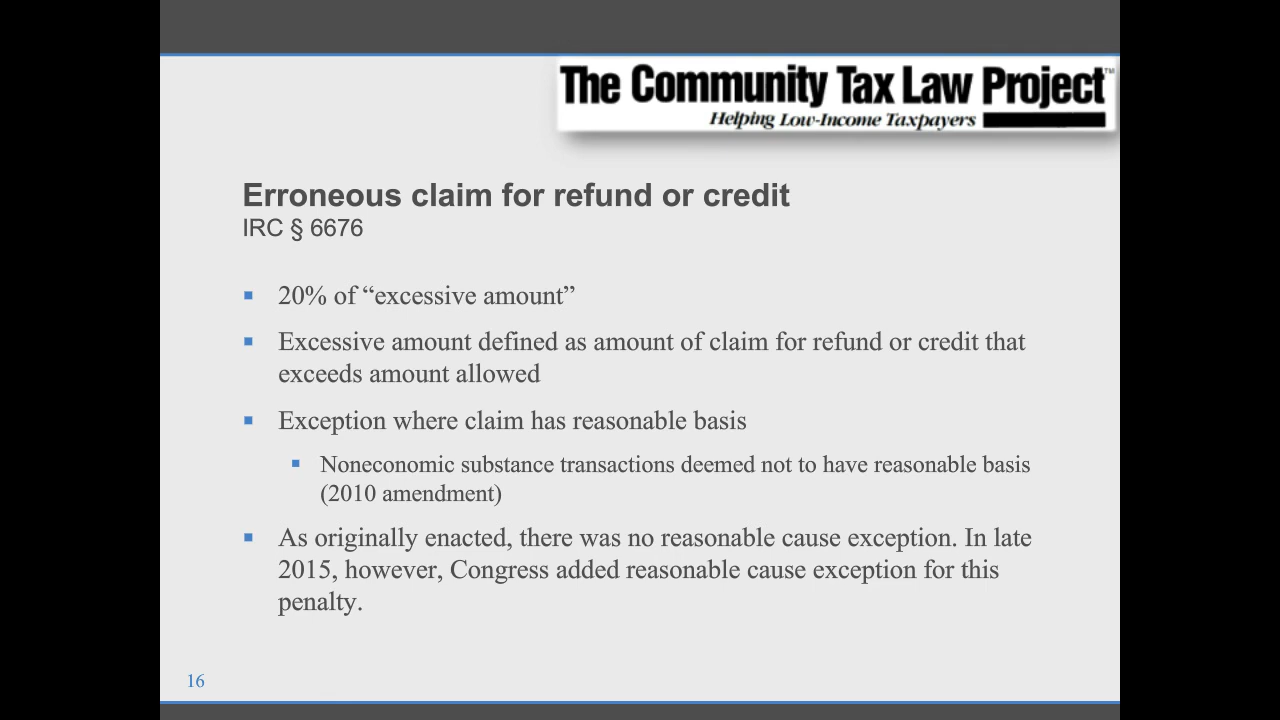 The Community Tax Law Project™
Helping Low-Income Taxpayers
Erroneous claim for refund or credit
IRC § 6676
▪ 20% of “excessive amount”
▪ Excessive amount defined as amount of claim for refund or credit that
exceeds amount allowed
▪ Exception where claim has reasonable basis
▪ Noneconomic substance transactions deemed not to have reasonable basis
(2010 amendment)
▪ As originally enacted, there was no reasonable cause exception. In late
2015, however, Congress added reasonable cause exception for this
penalty.
16